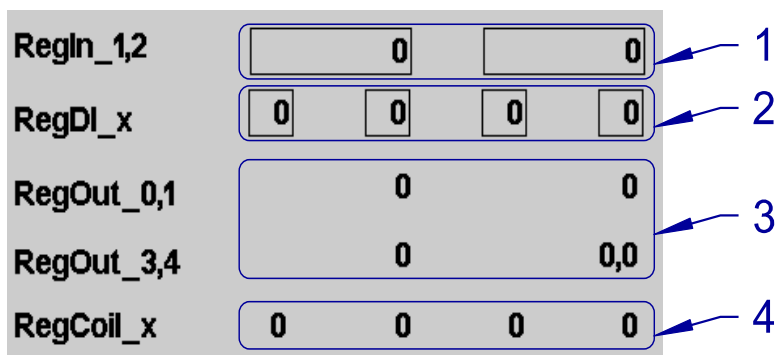 RegIn_1,2 0 0 1
RegDI_x 0 0 0 0 2
RegOut_0,1 0 0
3
RegOut_3,4 0 0,0
RegCoil_x 0 0 0 0 4